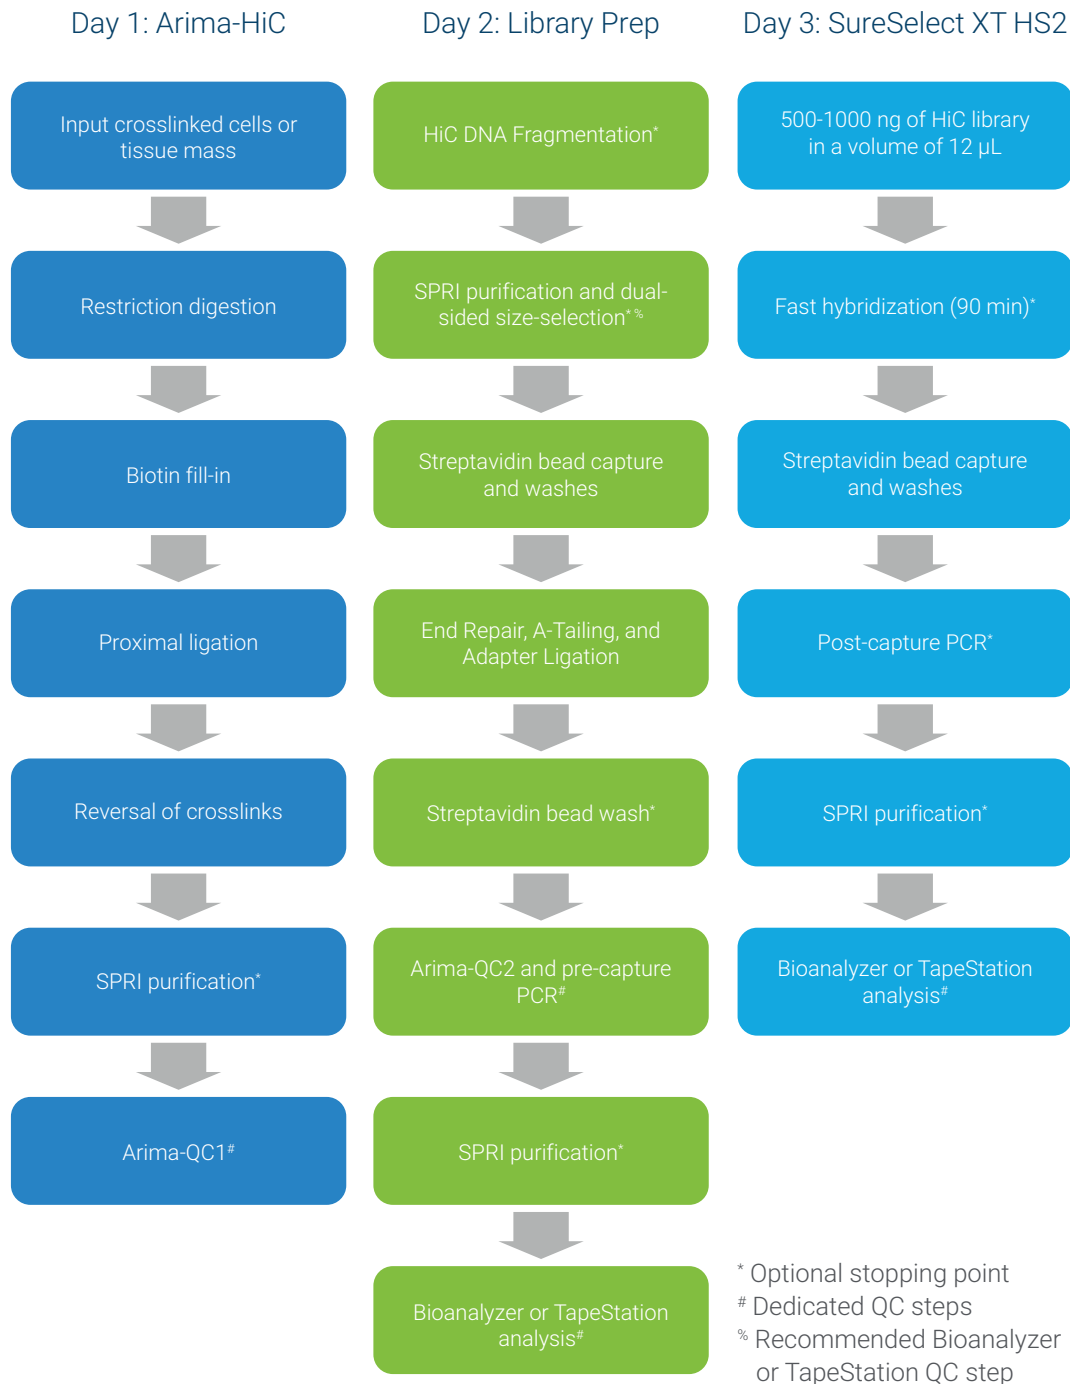 Day 1: Arima-HiC
Input crosslinked cells or
tissue mass
Restriction digestion
Biotin fill-in
Proximal ligation
Reversal of crosslinks
SPRI purification*
Arima-QC1#
Day 2: Library Prep
HiC DNA Fragmentation*
SPRI purification and dual-
sided size-selection* %
Streptavidin bead capture
and washes
End Repair, A-Tailing, and
Adapter Ligation
Streptavidin bead wash*
Arima-QC2 and pre-capture
PCR#
SPRI purification*
Bioanalyzer or TapeStation
analysis#
Day 3: SureSelect XT HS2
500-1000 ng of HiC library
in a volume of 12 µL
Fast hybridization (90 min)*
Streptavidin bead capture
and washes
Post-capture PCR*
SPRI purification*
Bioanalyzer or TapeStation
analysis#
* Optional stopping point
# Dedicated QC steps
% Recommended Bioanalyzer
or TapeStation QC step